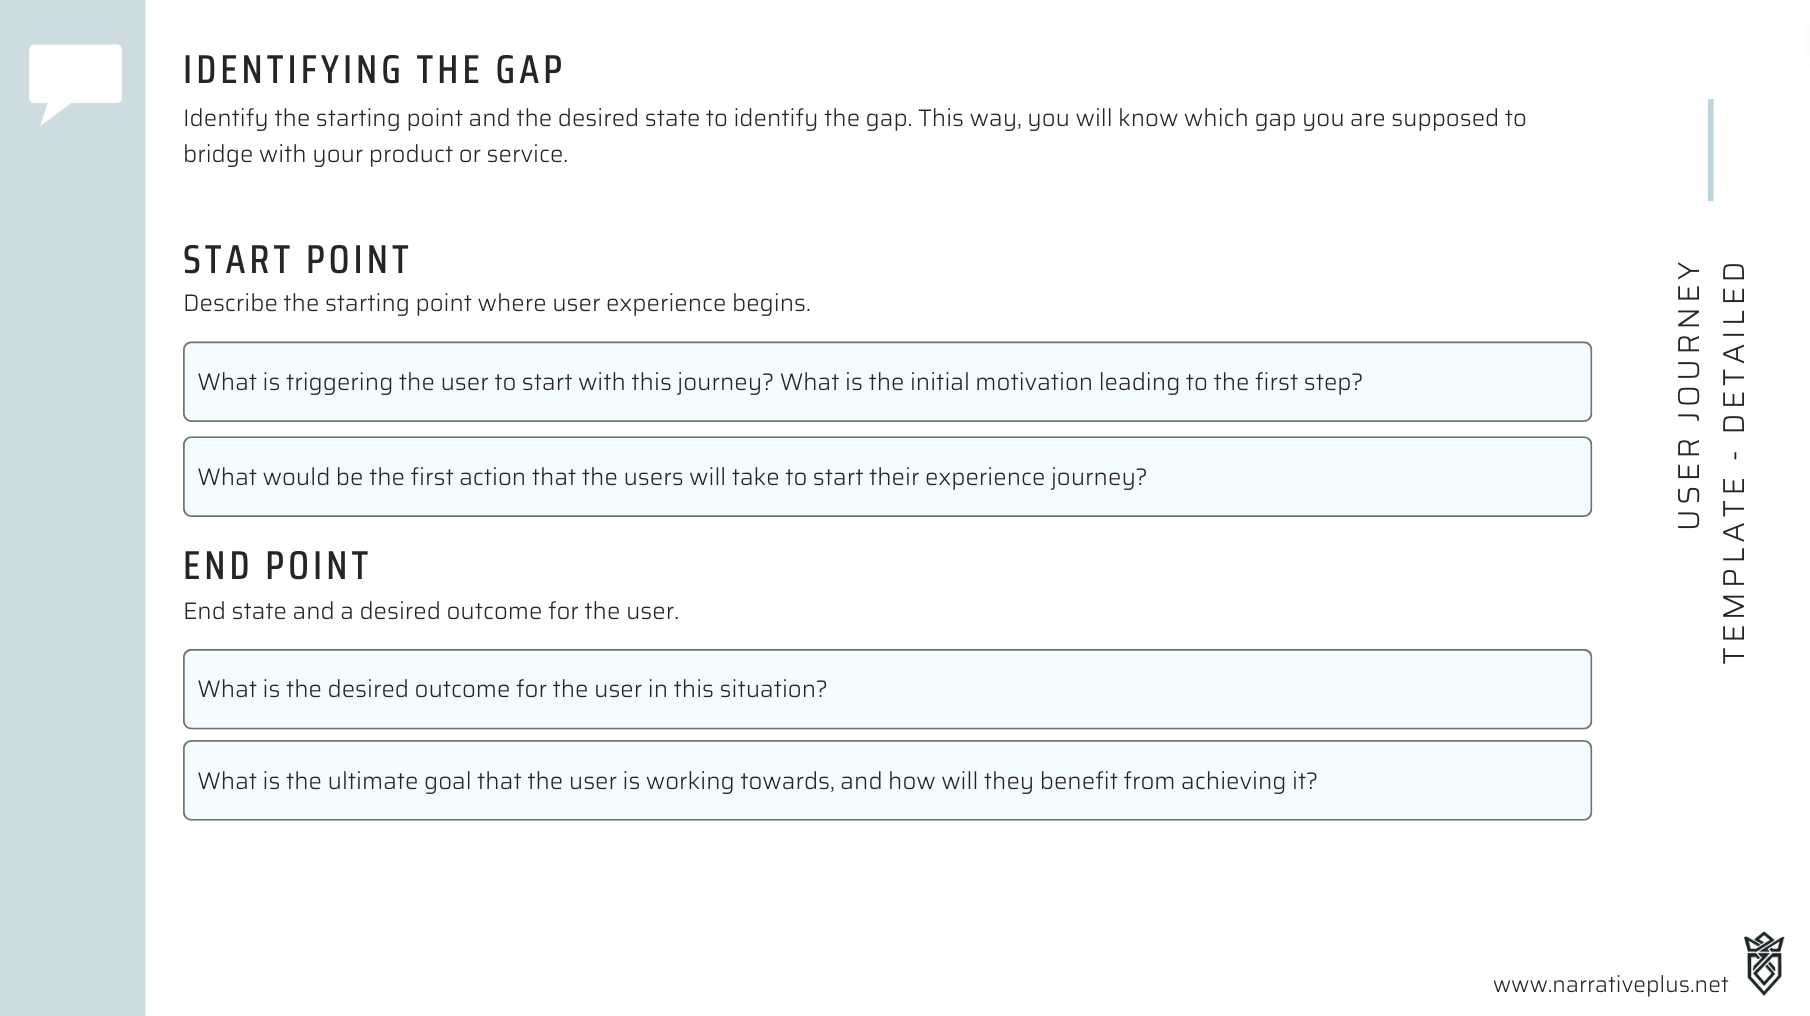 IDENTIFYING THE GAP
Identify the starting point and the desired state to identify the gap. This way, you will know which gap you are supposed to
bridge with your product or service.
START POINT
Describe the starting point where user experience begins.
What is triggering the user to start with this journey? What is the initial motivation leading to the first step?
What would be the first action that the users will take to start their experience journey?
END POINT
End state and a desired outcome for the user.
What is the desired outcome for the user in this situation?
What is the ultimate goal that the user is working towards, and how will they benefit from achieving it?
USER JOURNEY
TEMPLATE - DETAILED
www.narrativeplus.net